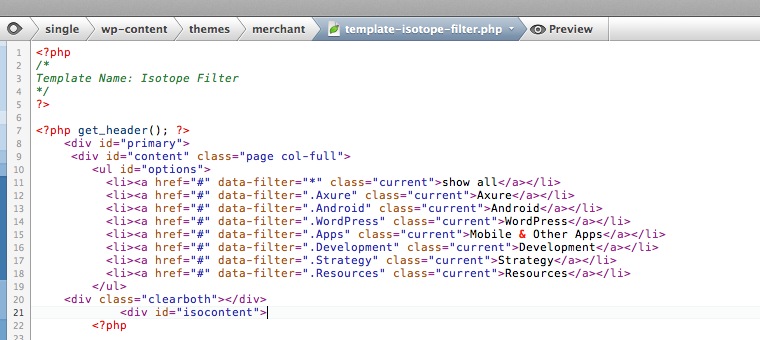 single wp-content themes merchant template-isotope-filter.php Preview
1 <?php
2 /*
3 Template Name: Isotope Filter
4 */
5 ?>
6
7 <?php get_header(); ?>
8 <div id="primary">
9 <div id="content" class="page col-full">
10 <ul id="options">
11 <li><a href="#" data-filter="*" class="current">show all</a></li>
12 <li><a href="#" data-filter=".Axure" class="current">Axure</a></li>
13 <li><a href="#" data-filter=".Android" class="current">Android</a></li>
14 <li><a href="#" data-filter=".WordPress" class="current">WordPress</a></li>
15 <li><a href="#" data-filter=".Apps" class="current">Mobile & Other Apps</a></li>
16 <li><a href="#" data-filter=".Development" class="current">Development</a></li>
17 <li><a href="#" data-filter=".Strategy" class="current">Strategy</a></li>
18 <li><a href="#" data-filter=".Resources" class="current">Resources</a></li>
19 </ul>
20 <div class="clearboth"></div>
21 <div id="isocontent">
22 <?php